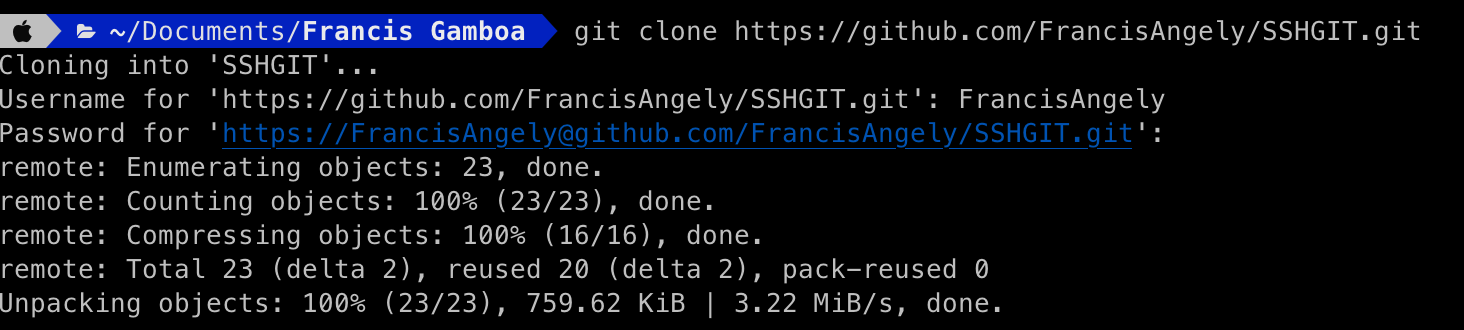 ~/Documents/Francis Gamboa git clone https://github.com/FrancisAngely/SSHGIT.git
Cloning into 'SSHGIT'...
Username for 'https://github.com/FrancisAngely/SSHGIT.git': FrancisAngely
Password for 'https://FrancisAngely@github.com/FrancisAngely/SSHGIT.git':
remote: Enumerating objects: 23, done.
remote: Counting objects: 100% (23/23), done.
remote: Compressing objects: 100% (16/16), done.
remote: Total 23 (delta 2), reused 20 (delta 2), pack-reused 0
Unpacking objects: 100% (23/23), 759.62 KiB | 3.22 MiB/s, done.